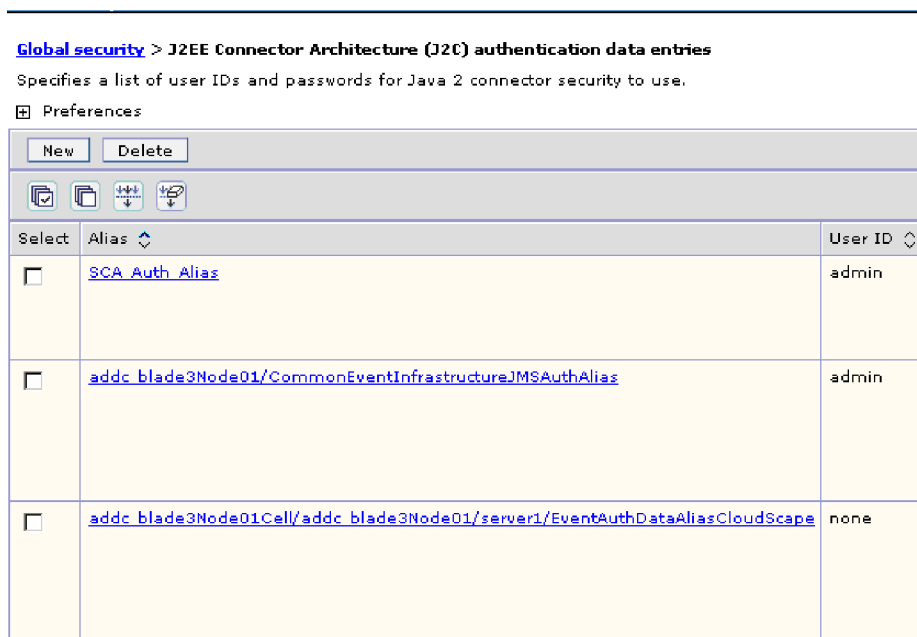 Global security > J2EE Connector Architecture (J2C) authentication data entries
Specifies a list of user IDs and passwords for Java 2 connector security to use.
Preferences
New Delete
Select Alias User ID
SCA_Auth_Alias admin
addc_blade3Node01/CommonEventInfrastructureJMSAuthAlias admin
addc_blade3Node01Cell/addc_blade3Node01/server1/EventAuthDataAliasCloudScape none